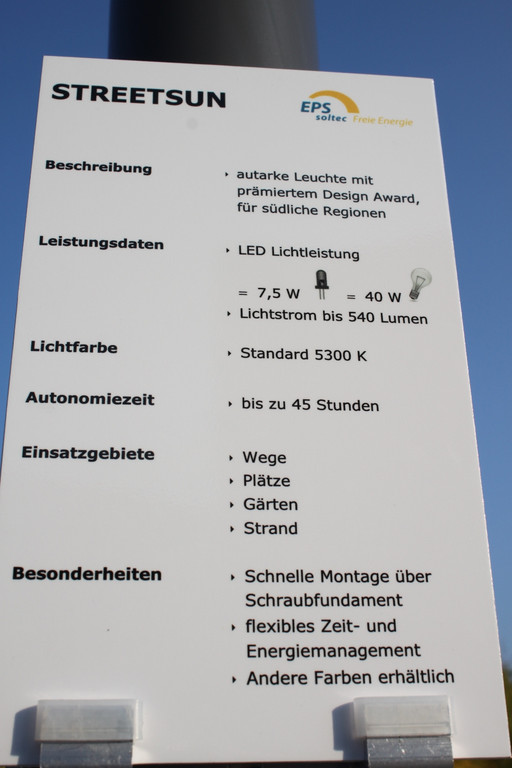 STREETSUN
EPS
soltec Freie Energie
Beschreibung
‣ autarke Leuchte mit
prämiertem Design Award,
für südliche Regionen
Leistungsdaten
‣ LED Lichtleistung
= 7,5 W = 40 W
‣ Lichtstrom bis 540 Lumen
Lichtfarbe
‣ Standard 5300 K
Autonomiezeit
‣ bis zu 45 Stunden
Einsatzgebiete
‣ Wege
‣ Plätze
‣ Gärten
‣ Strand
Besonderheiten
‣ Schnelle Montage über
Schraubfundament
‣ flexibles Zeit- und
Energiemanagement
‣ Andere Farben erhältlich